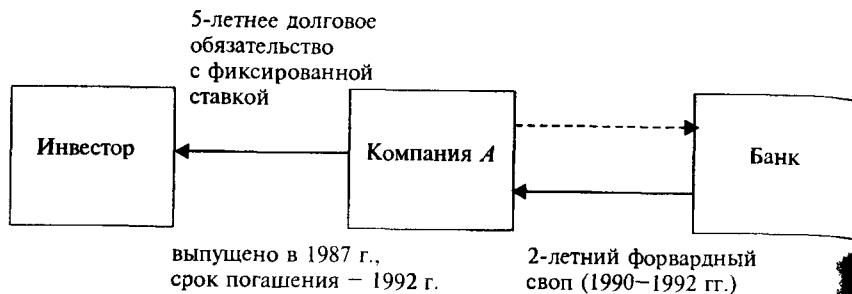 5-летнее долговое
обязательство
с фиксированной
ставкой
Инвестор
Компания А
Банк
выпущено в 1987 г.,
срок погашения – 1992 г.
2-летний форвардный
своп (1990–1992 гг.)